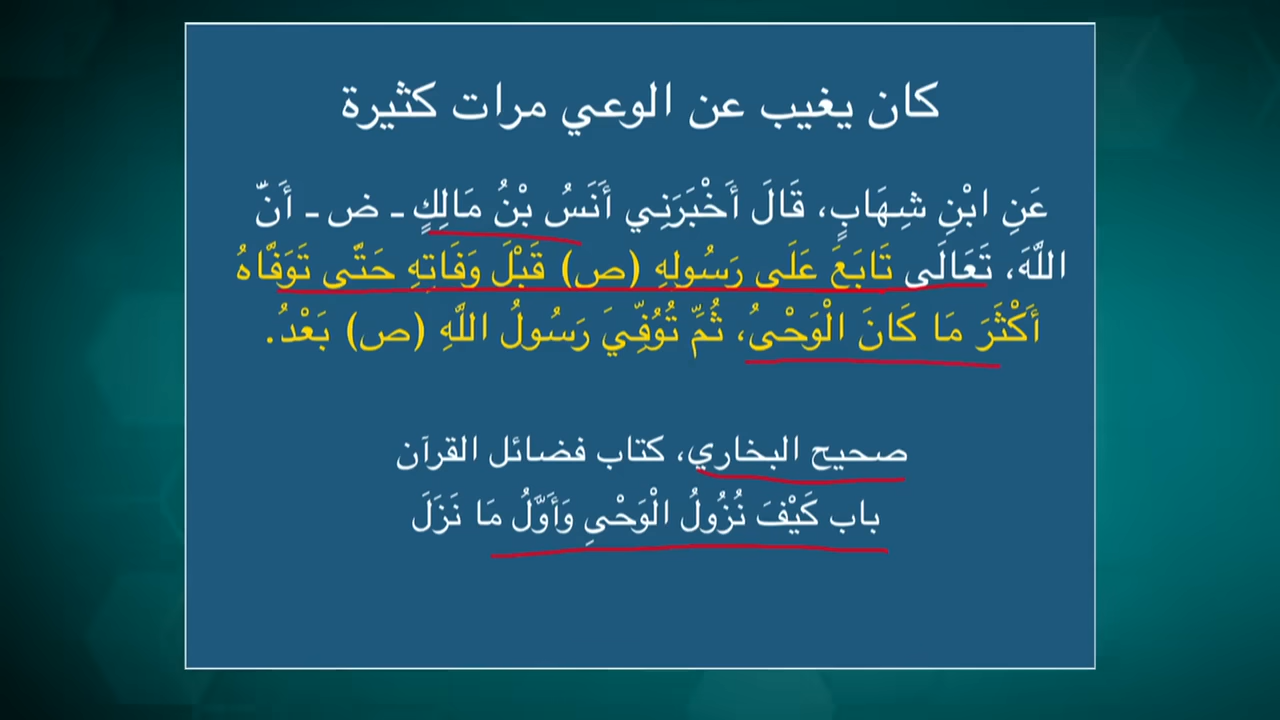 كان يغيب عن الوعي مرات كثيرة
عَنِ ابْنِ شِهَابٍ، قَالَ أَخْبَرَنِي أَنَسُ بْنُ مَالِكٍ ـ ض ـ أَنَّ
اللَّهَ، تَعَالَى تَابَعَ عَلَى رَسُولِهِ (ص) قَبْلَ وَفَاتِهِ حَتَّى تَوَفَّاهُ
أَكْثَرَ مَا كَانَ الْوَحْىُ، ثُمَّ تُوُفِّيَ رَسُولُ اللَّهِ (ص) بَعْدُ.
صحيح البخاري، كتاب فضائل القرآن
باب كَيْفَ نُزُولُ الْوَحْىِ وَأَوَّلُ مَا نَزَلَ